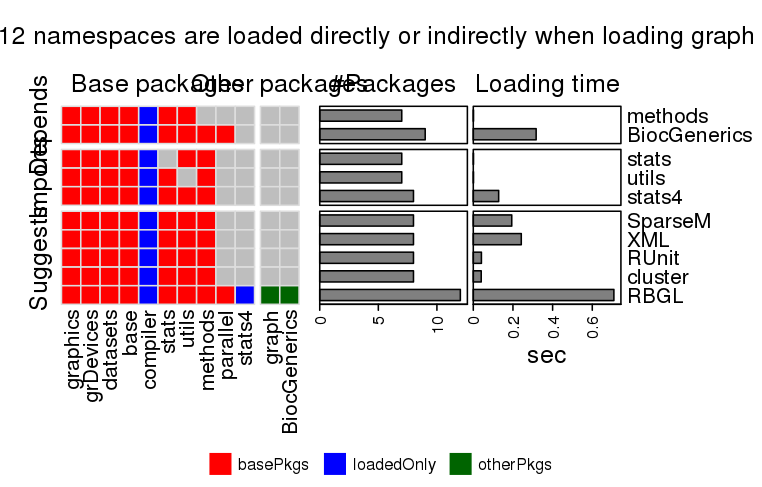 12 namespaces are loaded directly or indirectly when loading graph
Base packages
Other packages
#Packages
Loading time
Depends
Imports
Suggests
methods
BiocGenerics
stats
utils
stats4
SparseM
XML
RUnit
cluster
RBGL
graphics
grDevices
datasets
base
compiler
stats
utils
methods
parallel
stats4
graph
BiocGenerics
0 5 10
0 0.2 0.4 0.6
sec
basePkgs loadedOnly otherPkgs